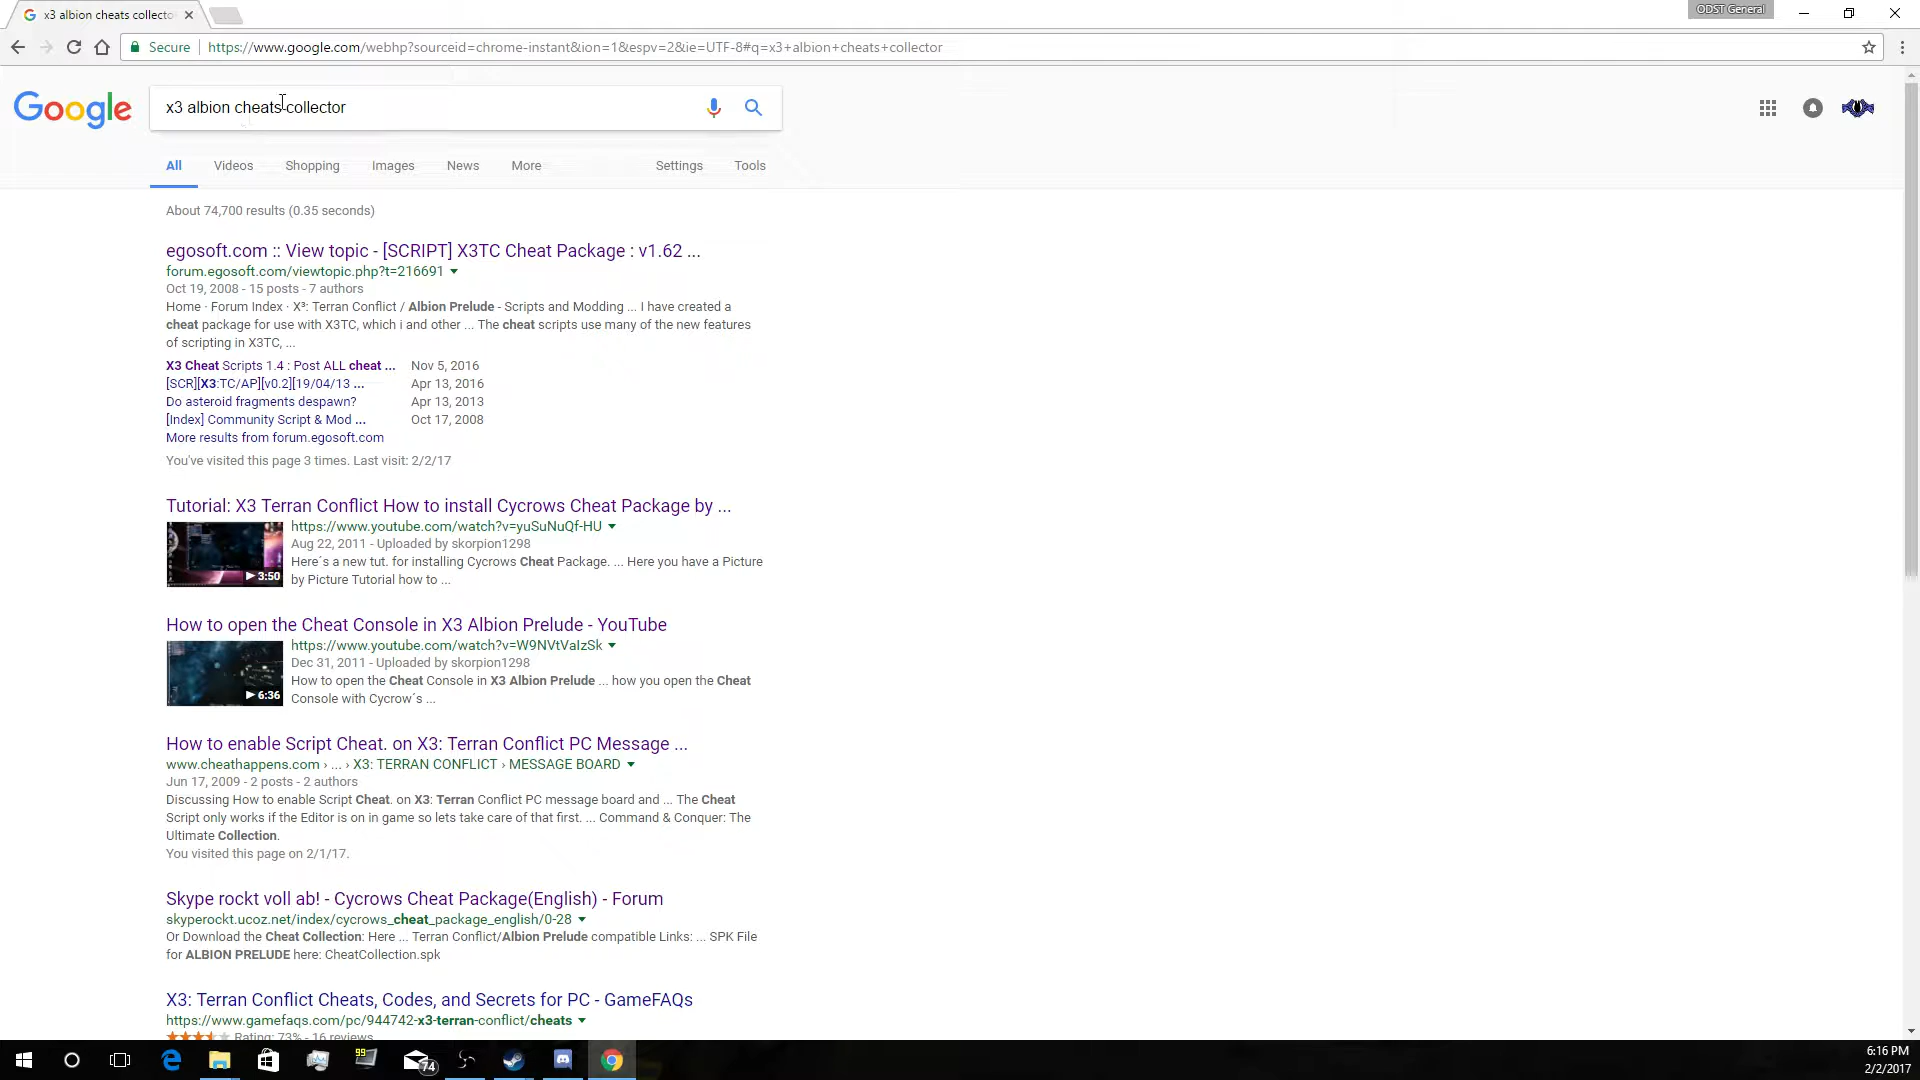 x3 albion cheats collecto
ODST General
Secure
https://www.google.com/webhp?sourceid=chrome-instant&ion=1&espv=2&ie=UTF-8#q=x3+albion+cheats+collector
Google
x3 albion cheats collector
All Videos Shopping Images News More Settings Tools
About 74,700 results (0.35 seconds)
egosoft.com :: View topic - [SCRIPT] X3TC Cheat Package : v1.62 ...
forum.egosoft.com/viewtopic.php?t=216691
Oct 19, 2008 - 15 posts - 7 authors
Home · Forum Index · X³: Terran Conflict / Albion Prelude - Scripts and Modding ... I have created a
cheat package for use with X3TC, which i and other ... The cheat scripts use many of the new features
of scripting in X3TC, ...
X3 Cheat Scripts 1.4 : Post ALL cheat ... Nov 5, 2016
[SCR][X3:TC/AP][v0.2][19/04/13 ... Apr 13, 2016
Do asteroid fragments despawn? Apr 13, 2013
[Index] Community Script & Mod ... Oct 17, 2008
More results from forum.egosoft.com
You've visited this page 3 times. Last visit: 2/2/17
Tutorial: X3 Terran Conflict How to install Cycrows Cheat Package by ...
https://www.youtube.com/watch?v=yuSuNuQf-HU
Aug 22, 2011 - Uploaded by skorpion1298
Here´s a new tut. for installing Cycrows Cheat Package. ... Here you have a Picture
by Picture Tutorial how to ...
3:50
How to open the Cheat Console in X3 Albion Prelude - YouTube
https://www.youtube.com/watch?v=W9NVtVaIzSk
Dec 31, 2011 - Uploaded by skorpion1298
How to open the Cheat Console in X3 Albion Prelude ... how you open the Cheat
Console with Cycrow´s ...
6:36
How to enable Script Cheat. on X3: Terran Conflict PC Message ...
www.cheathappens.com › ... › X3: TERRAN CONFLICT › MESSAGE BOARD
Jun 17, 2009 - 2 posts - 2 authors
Discussing How to enable Script Cheat. on X3: Terran Conflict PC message board and ... The Cheat
Script only works if the Editor is on in game so lets take care of that first. ... Command & Conquer: The
Ultimate Collection.
You visited this page on 2/1/17.
Skype rockt voll ab! - Cycrows Cheat Package(English) - Forum
skyperockt.ucoz.net/index/cycrows_cheat_package_english/0-28
Or Download the Cheat Collection: Here ... Terran Conflict/Albion Prelude compatible Links: ... SPK File
for ALBION PRELUDE here: CheatCollection.spk
X3: Terran Conflict Cheats, Codes, and Secrets for PC - GameFAQs
https://www.gamefaqs.com/pc/944742-x3-terran-conflict/cheats
Rating: 73% - 16 reviews
99
74
6:16 PM
2/2/2017